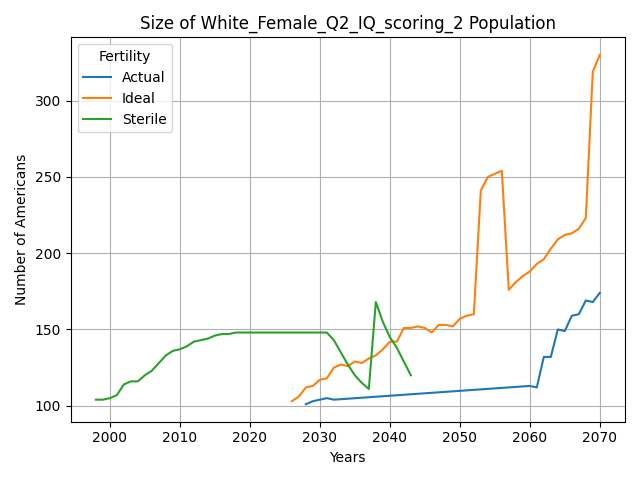 Size of White_Female_Q2_IQ_scoring_2 Population
Fertility
Actual
Ideal
Sterile
Number of Americans
300
250
200
150
100
2000 2010 2020 2030 2040 2050 2060 2070
Years